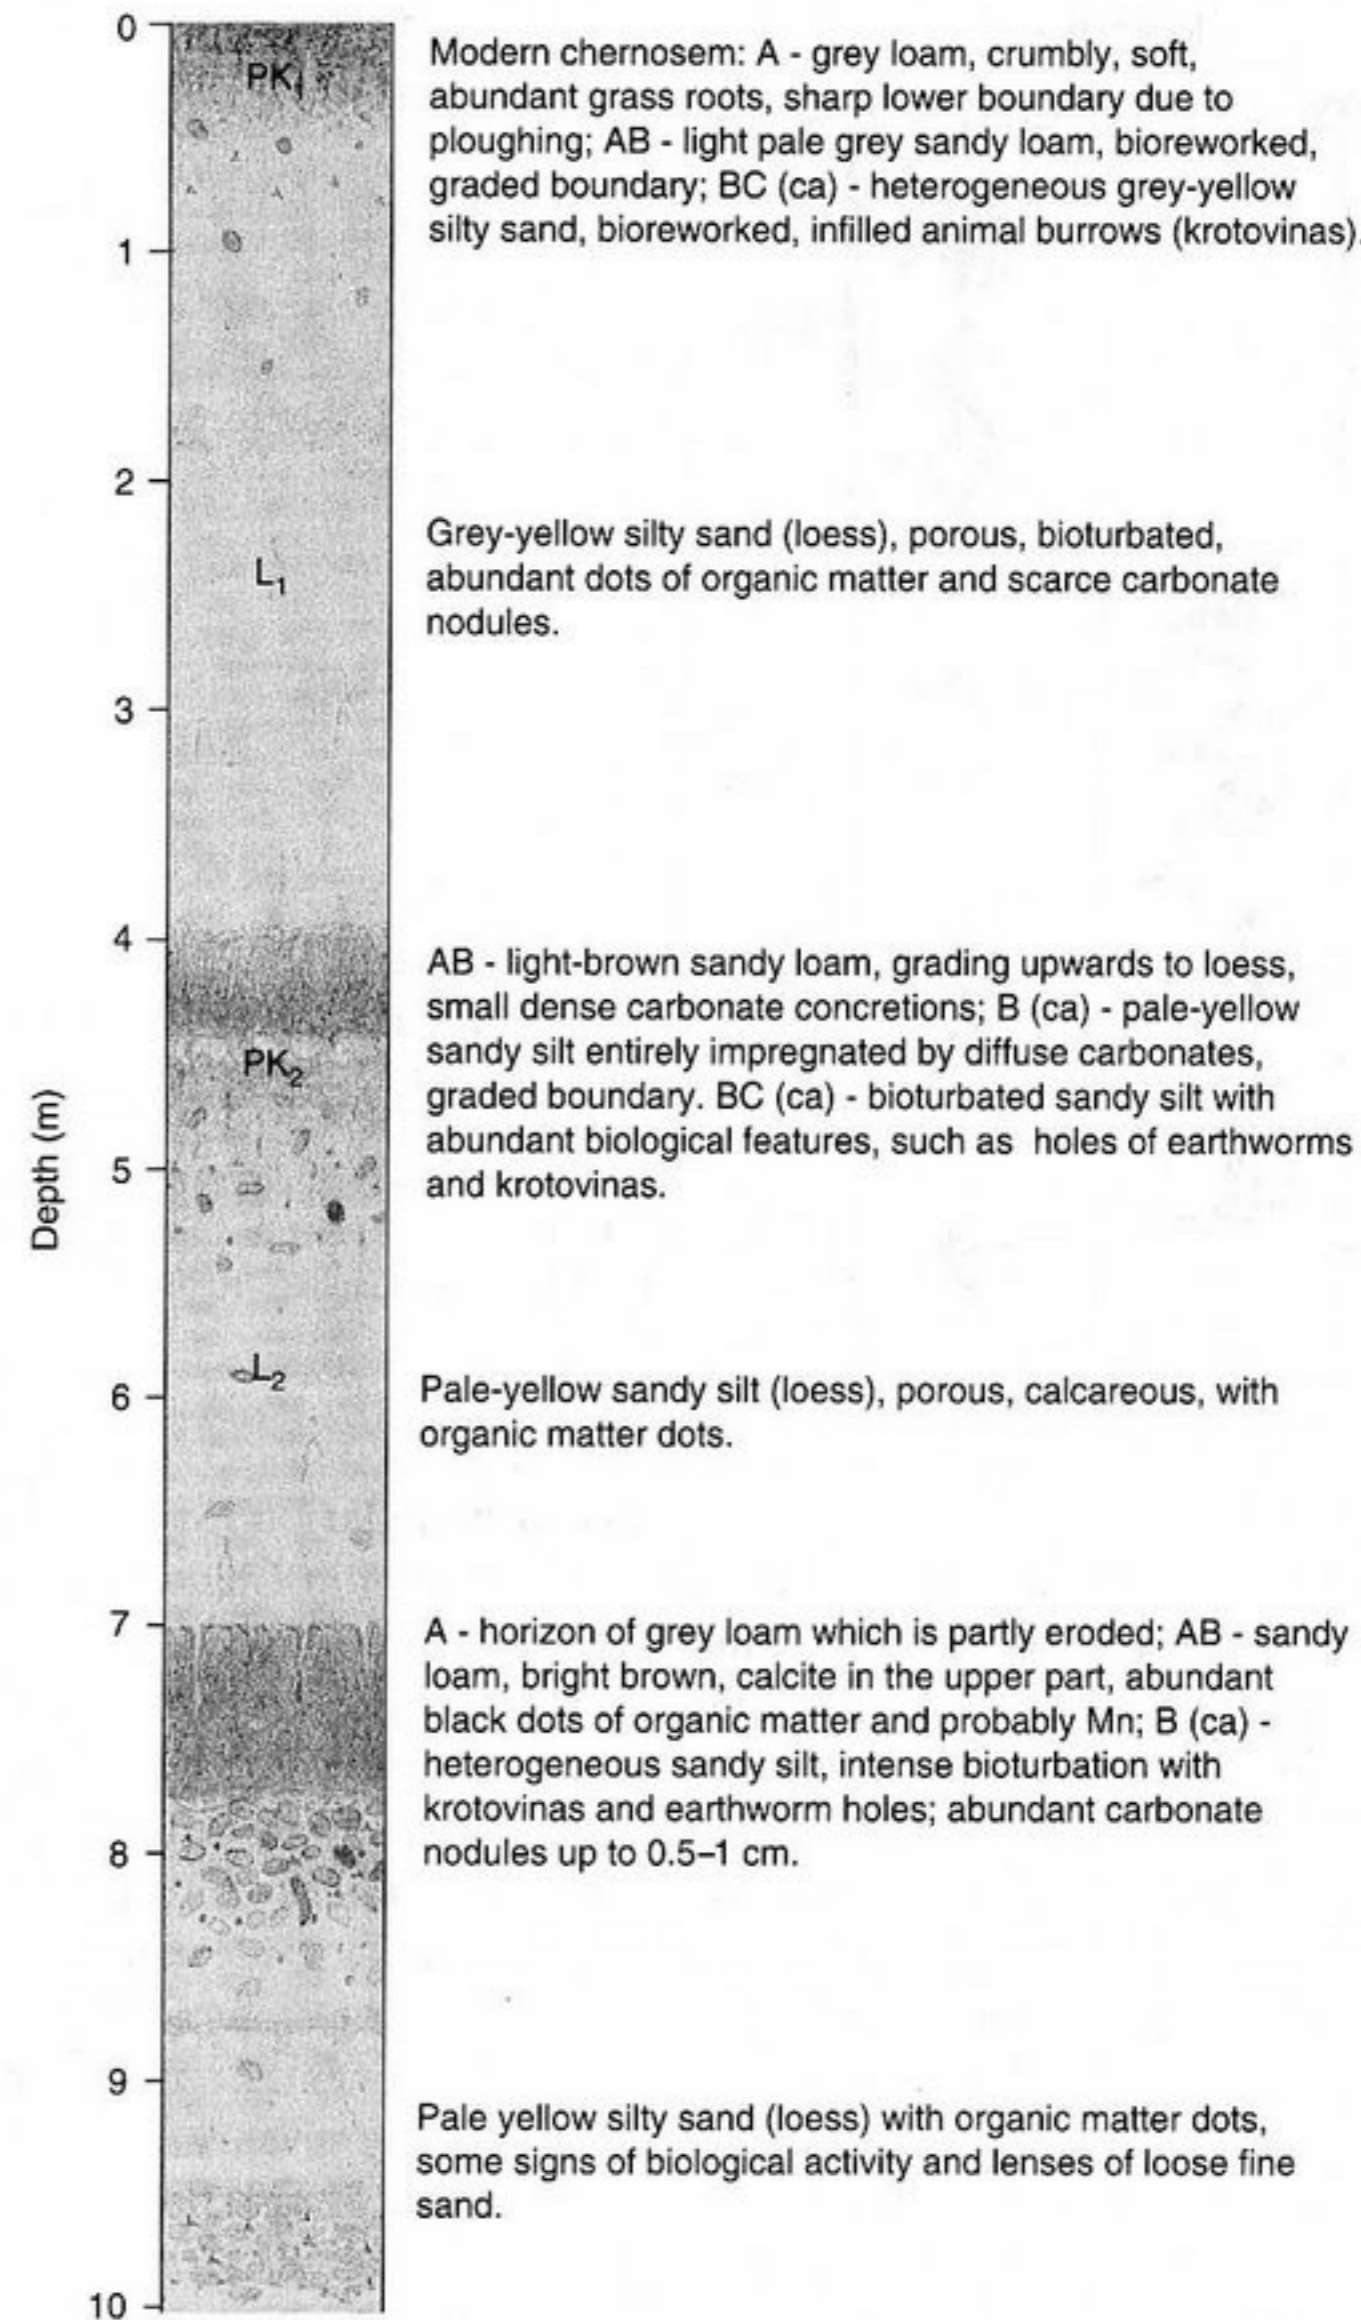 0
PK1
Modern chernosem: A - grey loam, crumbly, soft,
abundant grass roots, sharp lower boundary due to
ploughing; AB - light pale grey sandy loam, bioreworked,
graded boundary; BC (ca) - heterogeneous grey-yellow
silty sand, bioreworked, infilled animal burrows (krotovinas).
1
2
Grey-yellow silty sand (loess), porous, bioturbated,
abundant dots of organic matter and scarce carbonate
nodules.
L1
3
4
AB - light-brown sandy loam, grading upwards to loess,
small dense carbonate concretions; B (ca) - pale-yellow
sandy silt entirely impregnated by diffuse carbonates,
graded boundary. BC (ca) - bioturbated sandy silt with
abundant biological features, such as holes of earthworms
and krotovinas.
PK2
5
Depth (m)
L2
6
Pale-yellow sandy silt (loess), porous, calcareous, with
organic matter dots.
7
A - horizon of grey loam which is partly eroded; AB - sandy
loam, bright brown, calcite in the upper part, abundant
black dots of organic matter and probably Mn; B (ca) -
heterogeneous sandy silt, intense bioturbation with
krotovinas and earthworm holes; abundant carbonate
nodules up to 0.5–1 cm.
8
9
Pale yellow silty sand (loess) with organic matter dots,
some signs of biological activity and lenses of loose fine
sand.
10